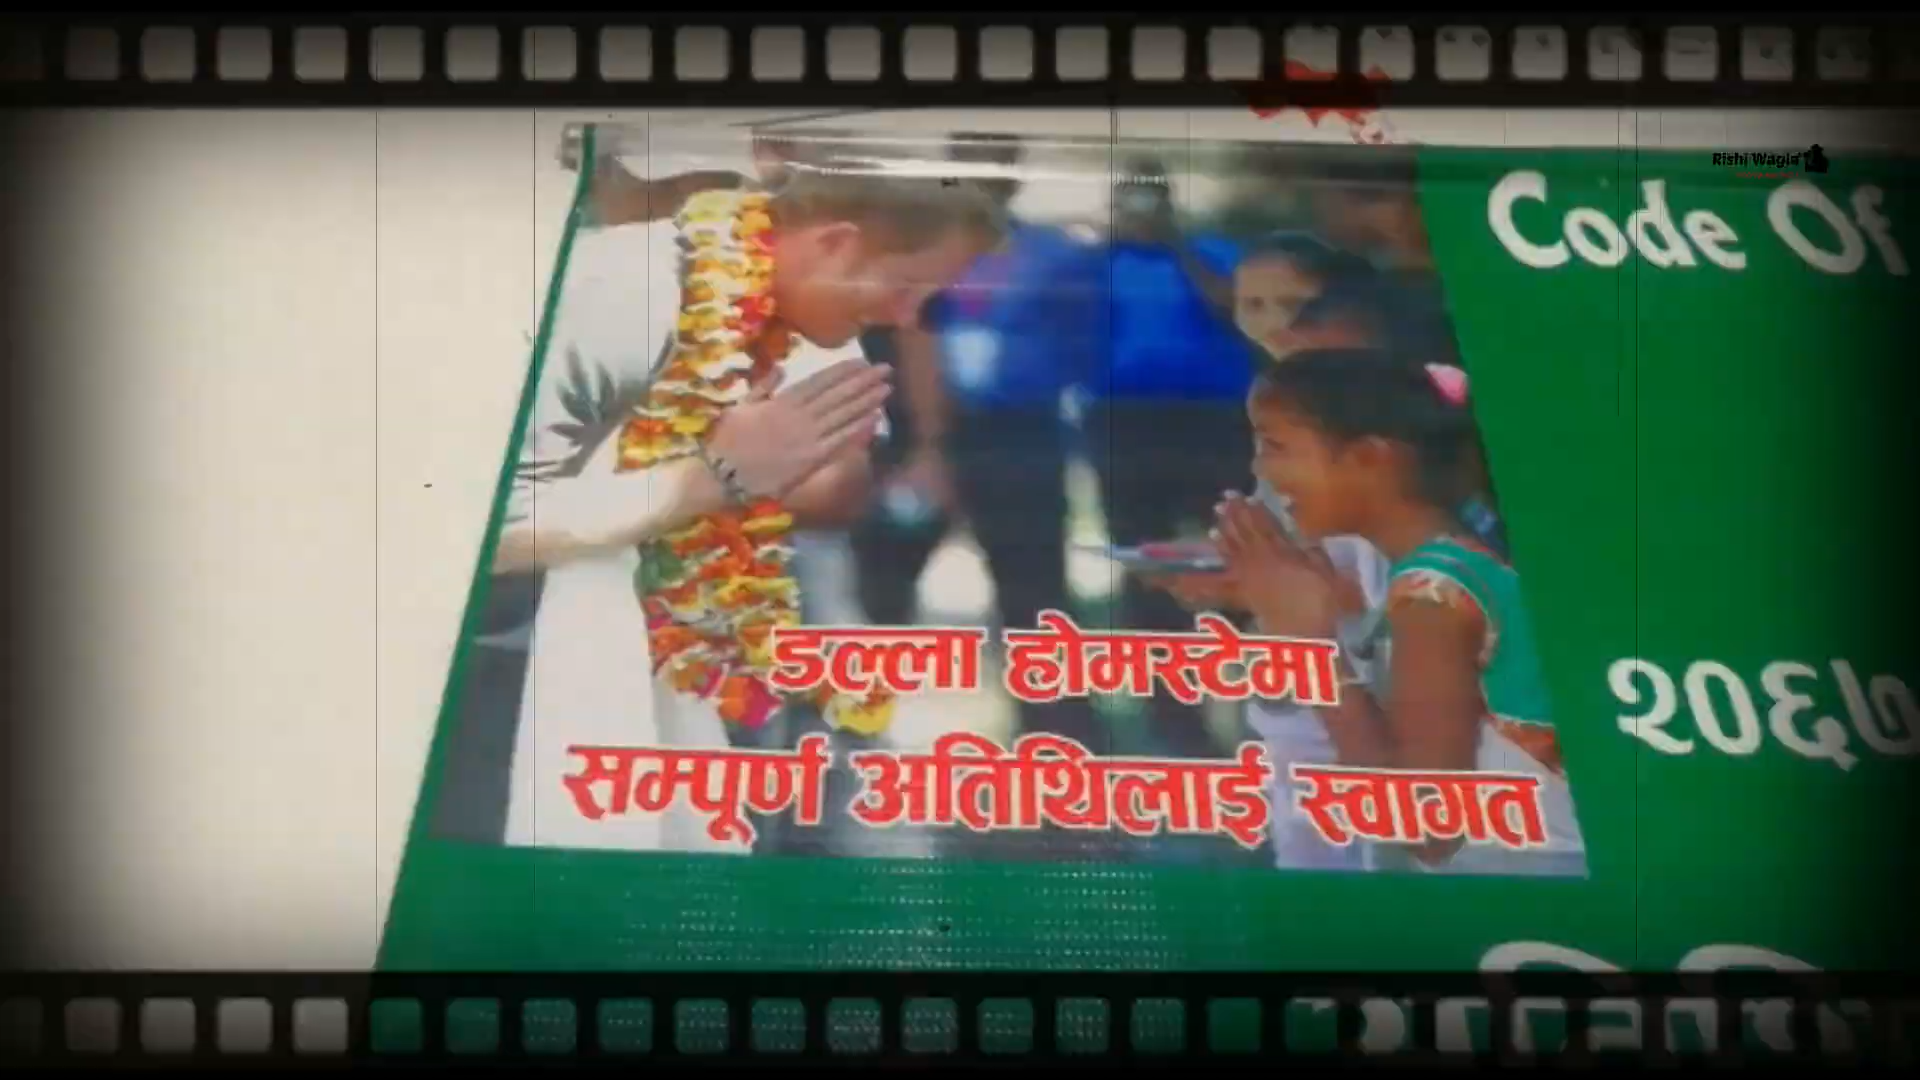 Rishi Wagle
Code Of
डल्ला होमस्टेमा
सम्पूर्ण अतिथिलाई स्वागत
२०६७